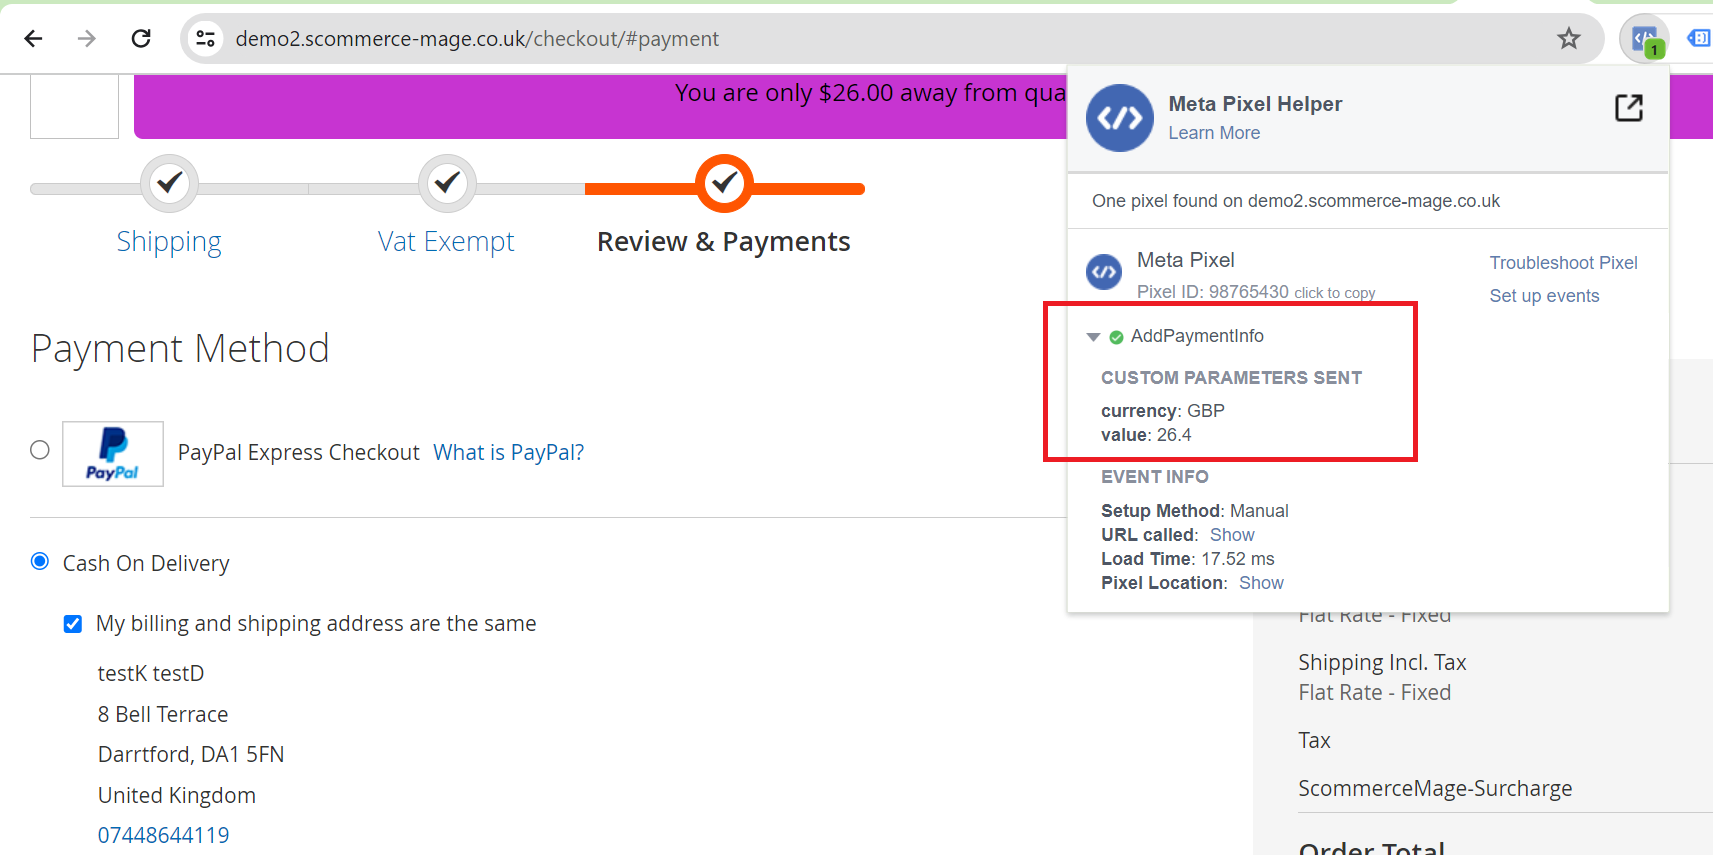 demo2.scommerce-mage.co.uk/checkout/#payment
1
You are only $26.00 away from qua
Shipping
Vat Exempt
Review & Payments
Payment Method
PayPal
PayPal Express Checkout What is PayPal?
Cash On Delivery
My billing and shipping address are the same
testK testD
8 Bell Terrace
Darrtford, DA1 5FN
United Kingdom
07448644119
Meta Pixel Helper
Learn More
One pixel found on demo2.scommerce-mage.co.uk
Meta Pixel
Troubleshoot Pixel
Pixel ID: 98765430 click to copy
Set up events
AddPaymentInfo
CUSTOM PARAMETERS SENT
currency: GBP
value: 26.4
EVENT INFO
Setup Method: Manual
URL called: Show
Load Time: 17.52 ms
Pixel Location: Show
Flat Rate - Fixed
Shipping Incl. Tax
Flat Rate - Fixed
Tax
ScommerceMage-Surcharge
Order Total